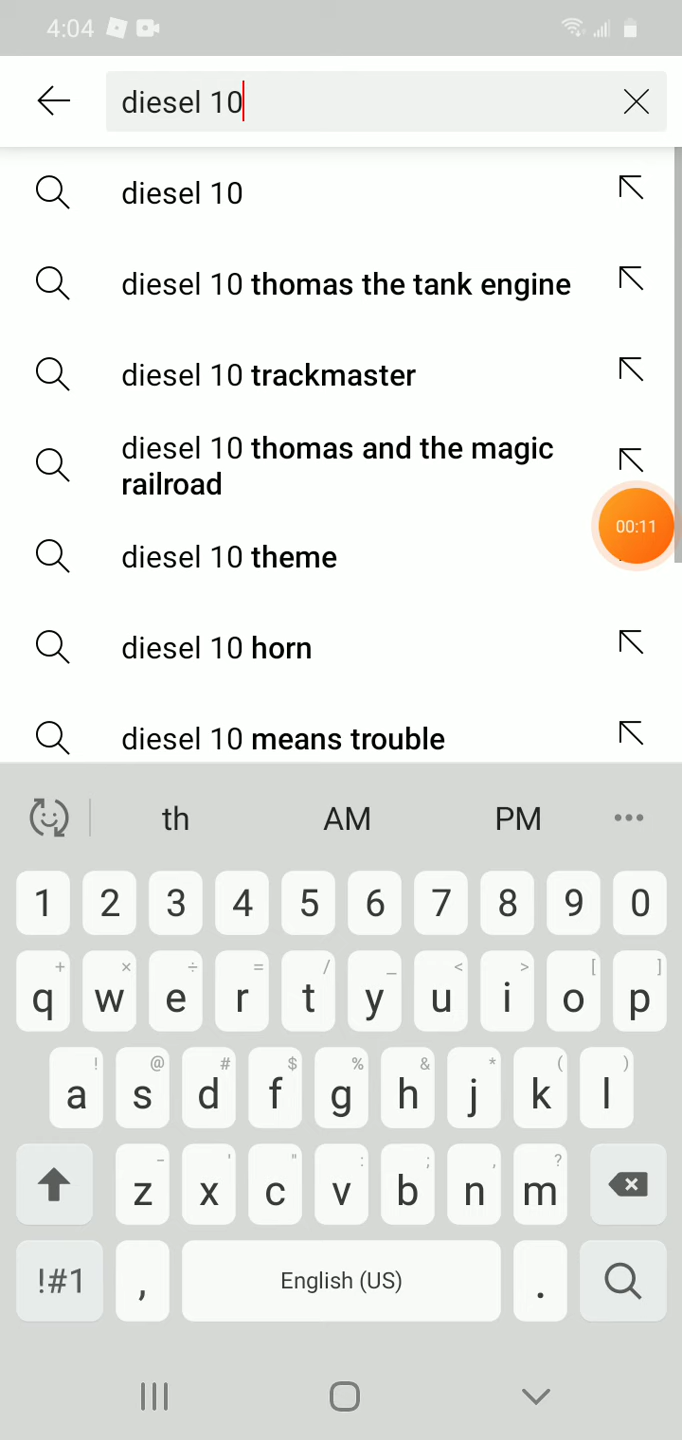 4:04
diesel 10
diesel 10
diesel 10 thomas the tank engine
diesel 10 trackmaster
diesel 10 thomas and the magic
railroad
00:11
diesel 10 theme
diesel 10 horn
diesel 10 means trouble
th AM PM
1 2 3 4 5 6 7 8 9 0
+ × ÷ = / _ < > [ ]
q w e r t y u i o p
! @ # $ % & * ( )
a s d f g h j k l
- ' " : ; , ?
z x c v b n m
!#1 , English (US) .